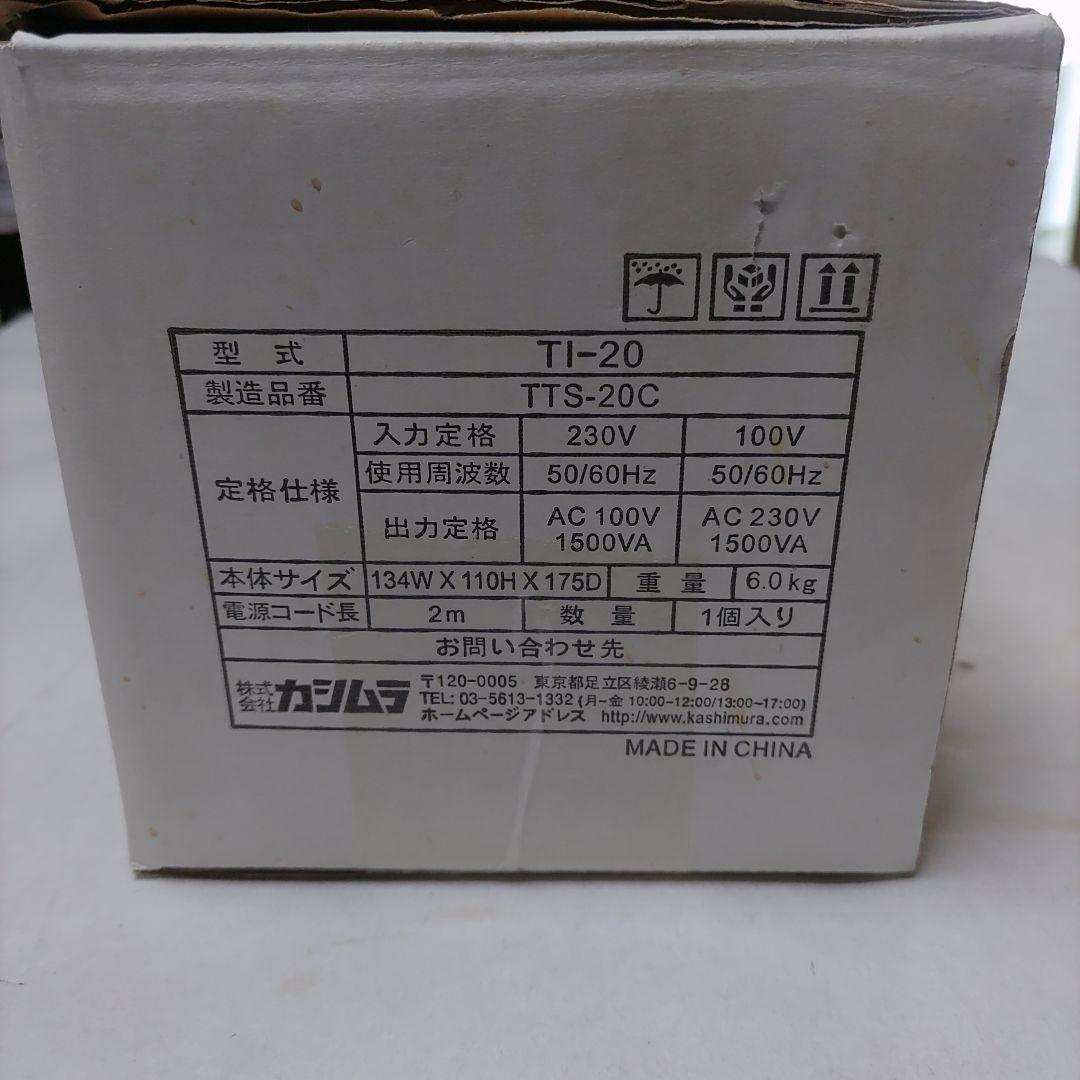 型 式 TI-20
製造品番 TTS-20C
定格仕様 入力定格 230V 100V
使用周波数 50/60Hz 50/60Hz
出力定格 AC 100V 1500VA AC 230V 1500VA
本体サイズ 134W X 110H X 175D 重 量 6.0kg
電源コード長 2m 数 量 1個入り
お問い合わせ先
株式会社 カシムラ
〒120-0005 東京都足立区綾瀬6-9-28
TEL: 03-5613-1332 (月~金 10:00~12:00/13:00~17:00)
ホームページアドレス http://www.kashimura.com
MADE IN CHINA